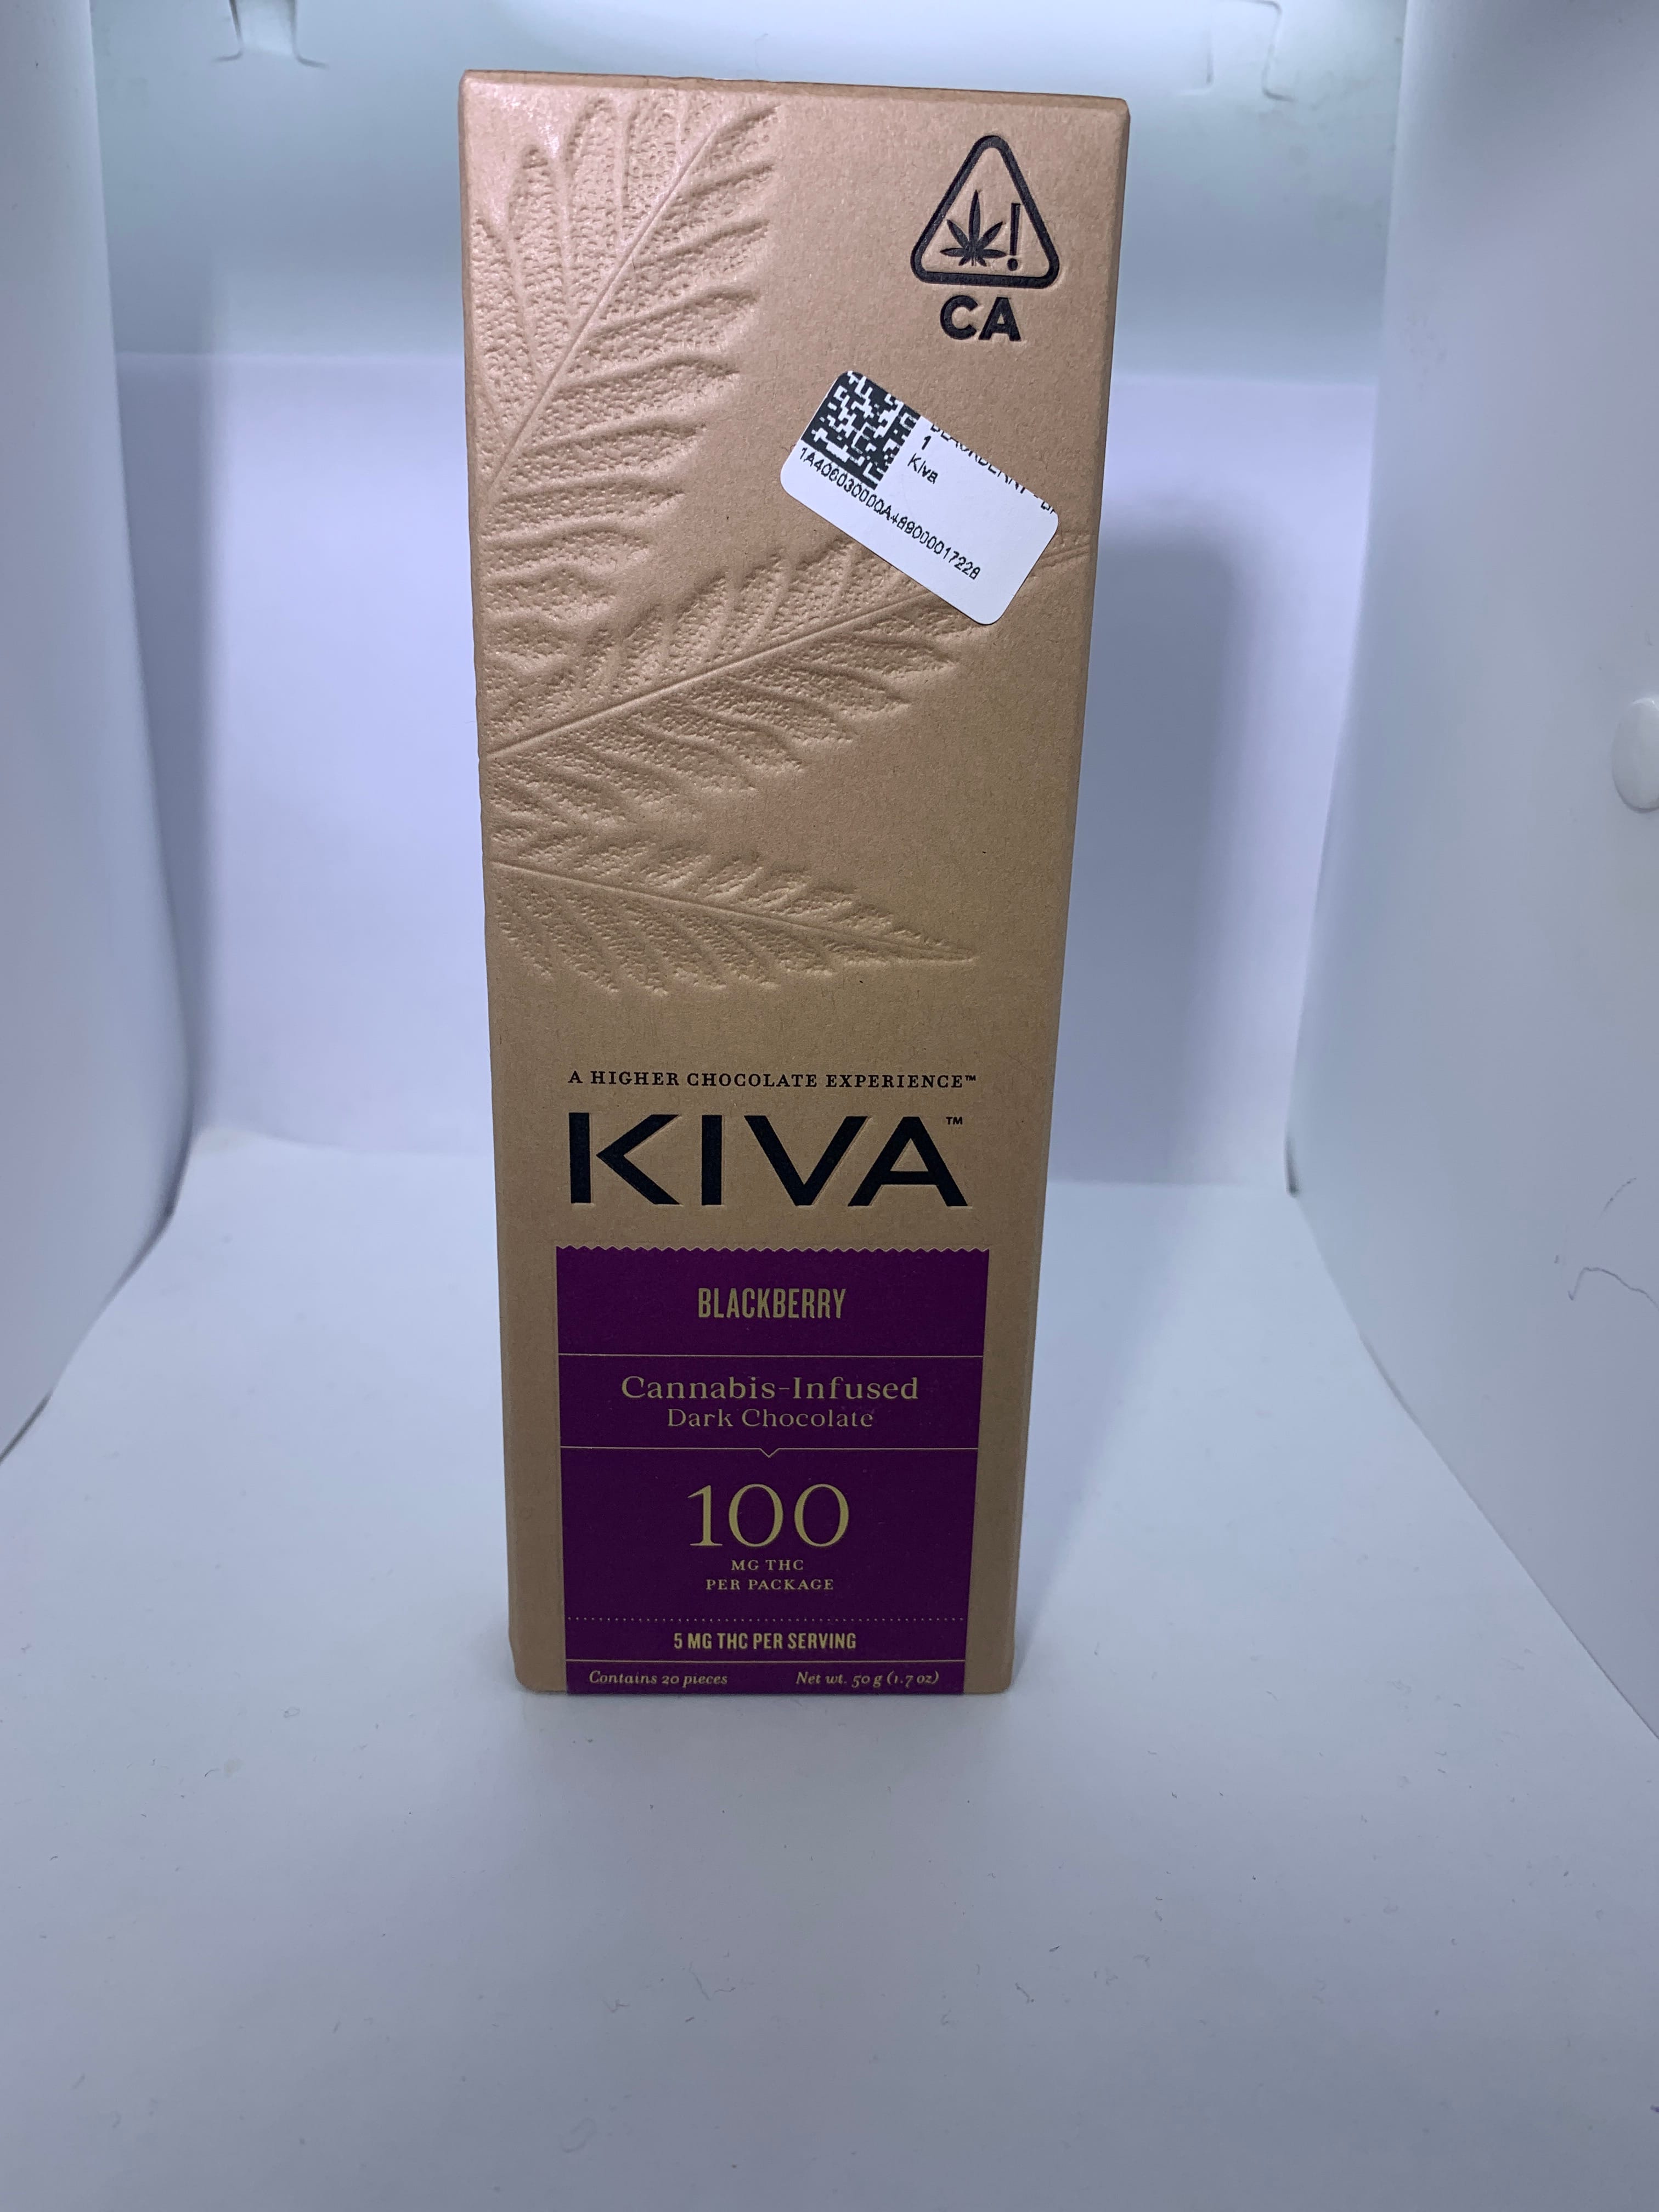 CA
1
Kiva
A HIGHER CHOCOLATE EXPERIENCE™
KIVA™
BLACKBERRY
Cannabis-Infused
Dark Chocolate
100
MG THC
PER PACKAGE
5 MG THC PER SERVING
Contains 20 pieces Net wt. 50 g (1.7 oz)